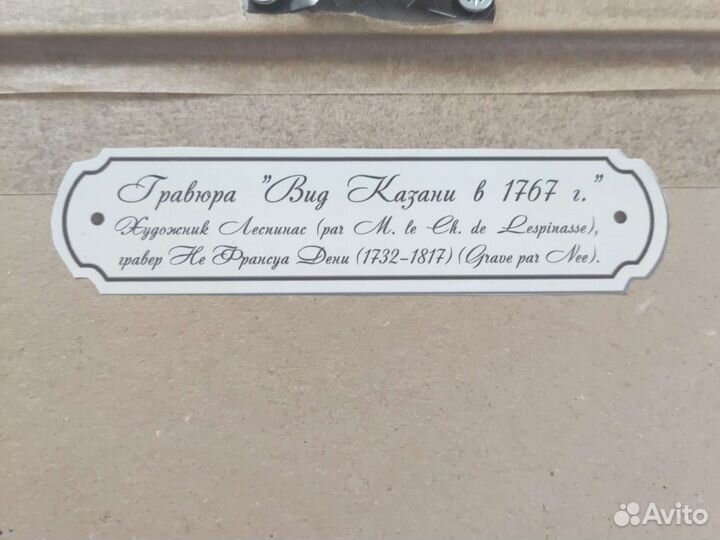 Гравюра "Вид Казани в 1767 г."
Художник Леспинас (par M. le Ch. de Lespinasse),
гравер Не Франсуа Дени (1732-1817) (Grave par Nee).
Avito